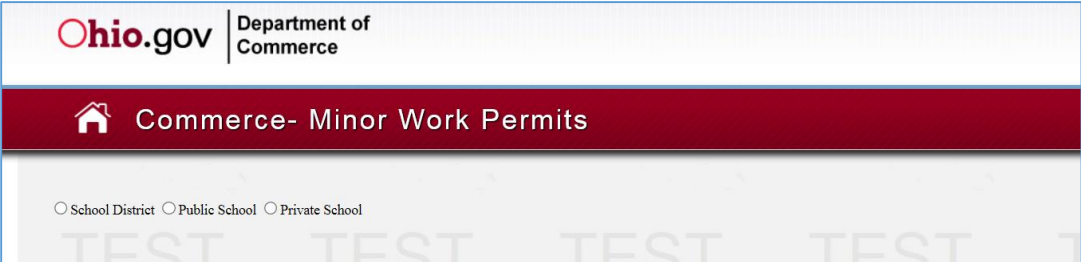 Ohio.gov
Department of
Commerce
Commerce- Minor Work Permits
School District Public School Private School
TEST TEST TEST TEST